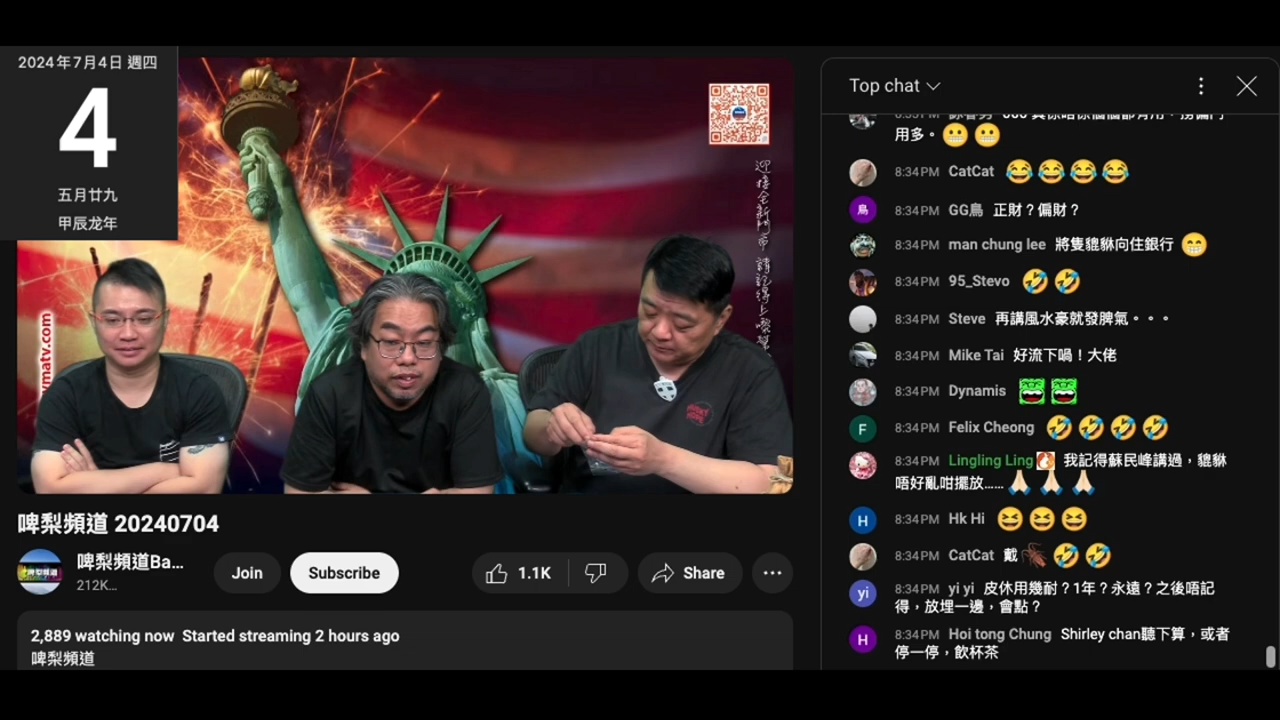 2024年7月4日 週四
4
五月廿九
甲辰龙年
ymatv.com
啤梨頻道 20240704
啤梨頻道Ba...
212K...
Join
Subscribe
1.1K
Share
2,889 watching now Started streaming 2 hours ago
啤梨頻道
Top chat
用多。
8:34PM CatCat
鳥
8:34PM GG鳥 正財？偏財？
8:34PM man chung lee 將隻貔貅向住銀行
8:34PM 95_Stevo
8:34PM Steve 再講風水豪就發脾氣。。。
8:34PM Mike Tai 好流下喎！大佬
8:34PM Dynamis
F
8:34PM Felix Cheong
8:34PM Lingling Ling 我記得蘇民峰講過，貔貅
唔好亂咁擺放......
H
8:34PM Hk Hi
8:34PM CatCat 戴
yi
8:34PM yi yi 皮休用幾耐？1年？永遠？之後唔記
得，放埋一邊，會點？
H
8:34PM Hoi tong Chung Shirley chan聽下算，或者
停一停，飲杯茶